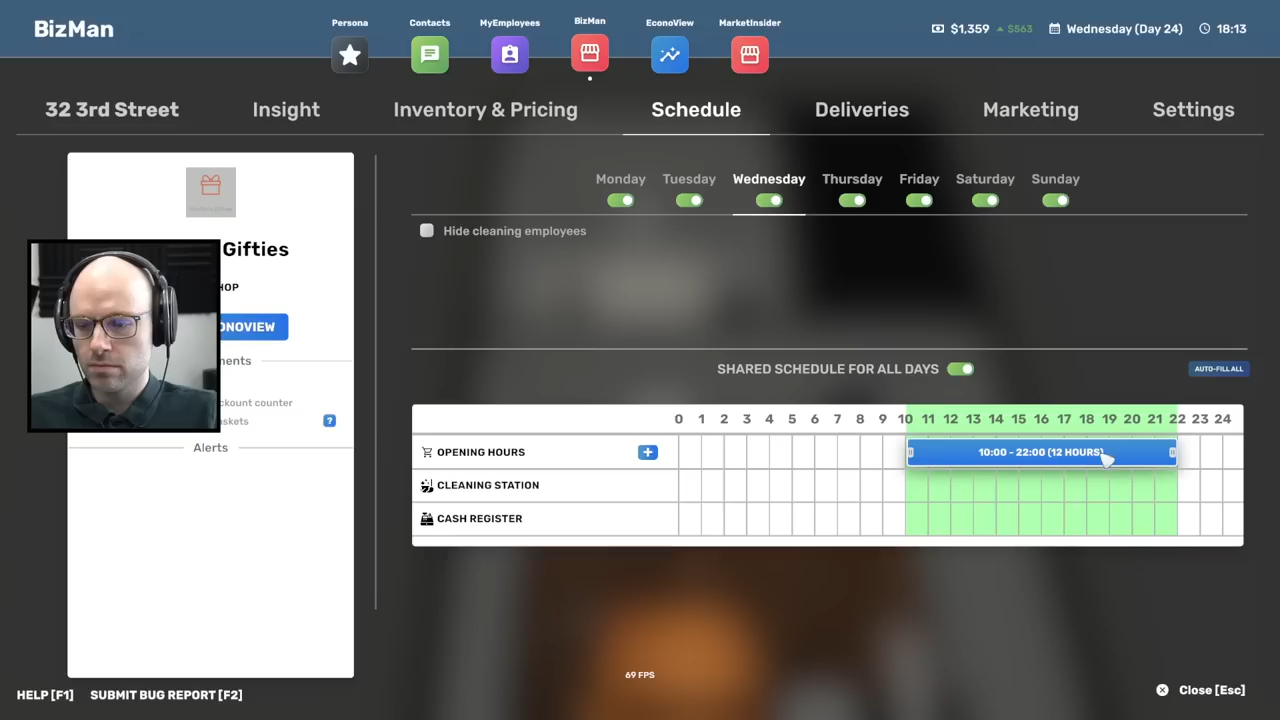 BizMan
Persona
Contacts
MyEmployees
BizMan
EconoView
MarketInsider
$1,359 ▲ $563
Wednesday (Day 24)
18:13
32 3rd Street
Insight
Inventory & Pricing
Schedule
Deliveries
Marketing
Settings
Gifties
HOP
ONOVIEW
ments
ckount counter
askets
?
Alerts
Monday
Tuesday
Wednesday
Thursday
Friday
Saturday
Sunday
Hide cleaning employees
SHARED SCHEDULE FOR ALL DAYS
AUTO-FILL ALL
0 1 2 3 4 5 6 7 8 9 10 11 12 13 14 15 16 17 18 19 20 21 22 23 24
OPENING HOURS
10:00 - 22:00 (12 HOURS)
CLEANING STATION
CASH REGISTER
69 FPS
HELP [F1]
SUBMIT BUG REPORT [F2]
Close [Esc]